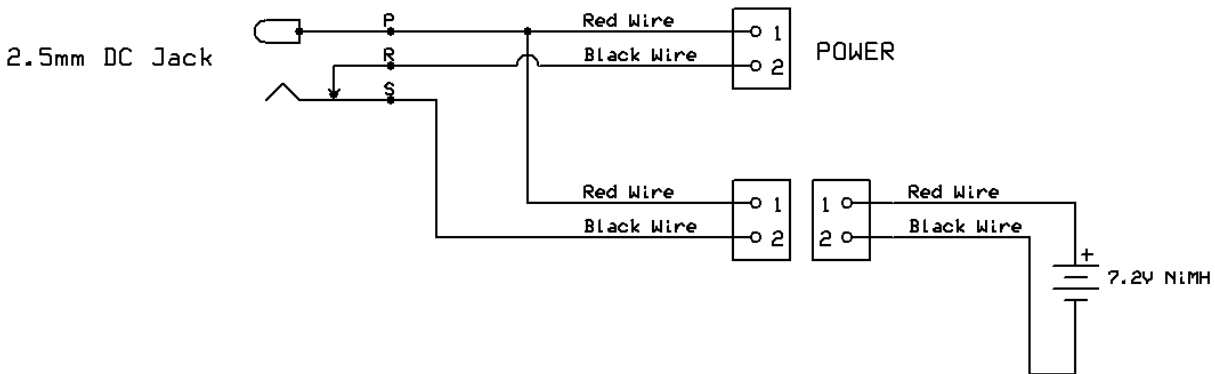 P
Red Wire
1
2.5mm DC Jack
R
Black Wire
2
POWER
S
Red Wire
1
1
Red Wire
Black Wire
2
2
Black Wire
+
7.2V NiMH